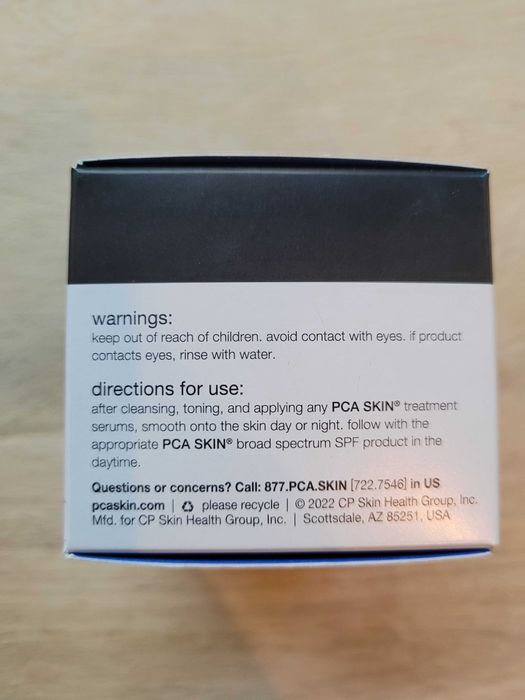 warnings:
keep out of reach of children. avoid contact with eyes. if product
contacts eyes, rinse with water.
directions for use:
after cleansing, toning, and applying any PCA SKIN® treatment
serums, smooth onto the skin day or night. follow with the
appropriate PCA SKIN® broad spectrum SPF product in the
daytime.
Questions or concerns? Call: 877.PCA.SKIN [722.7546] in US
pcaskin.com | ♻ please recycle | © 2022 CP Skin Health Group, Inc.
Mfd. for CP Skin Health Group, Inc. | Scottsdale, AZ 85251, USA